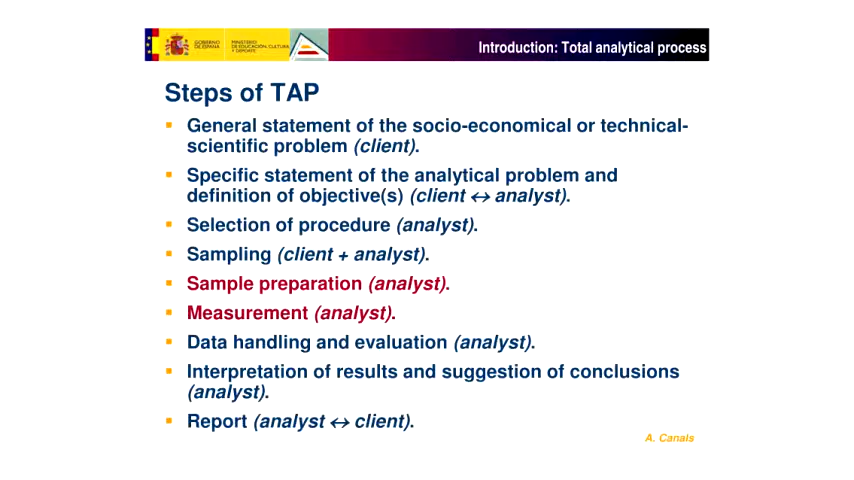 GOBIERNO
DE ESPAÑA
MINISTERIO
DE EDUCACIÓN, CULTURA
Y DEPORTE
Introduction: Total analytical process
Steps of TAP
▪ General statement of the socio-economical or technical-
scientific problem (client).
▪ Specific statement of the analytical problem and
definition of objective(s) (client ↔ analyst).
▪ Selection of procedure (analyst).
▪ Sampling (client + analyst).
▪ Sample preparation (analyst).
▪ Measurement (analyst).
▪ Data handling and evaluation (analyst).
▪ Interpretation of results and suggestion of conclusions
(analyst).
▪ Report (analyst ↔ client).
A. Canals